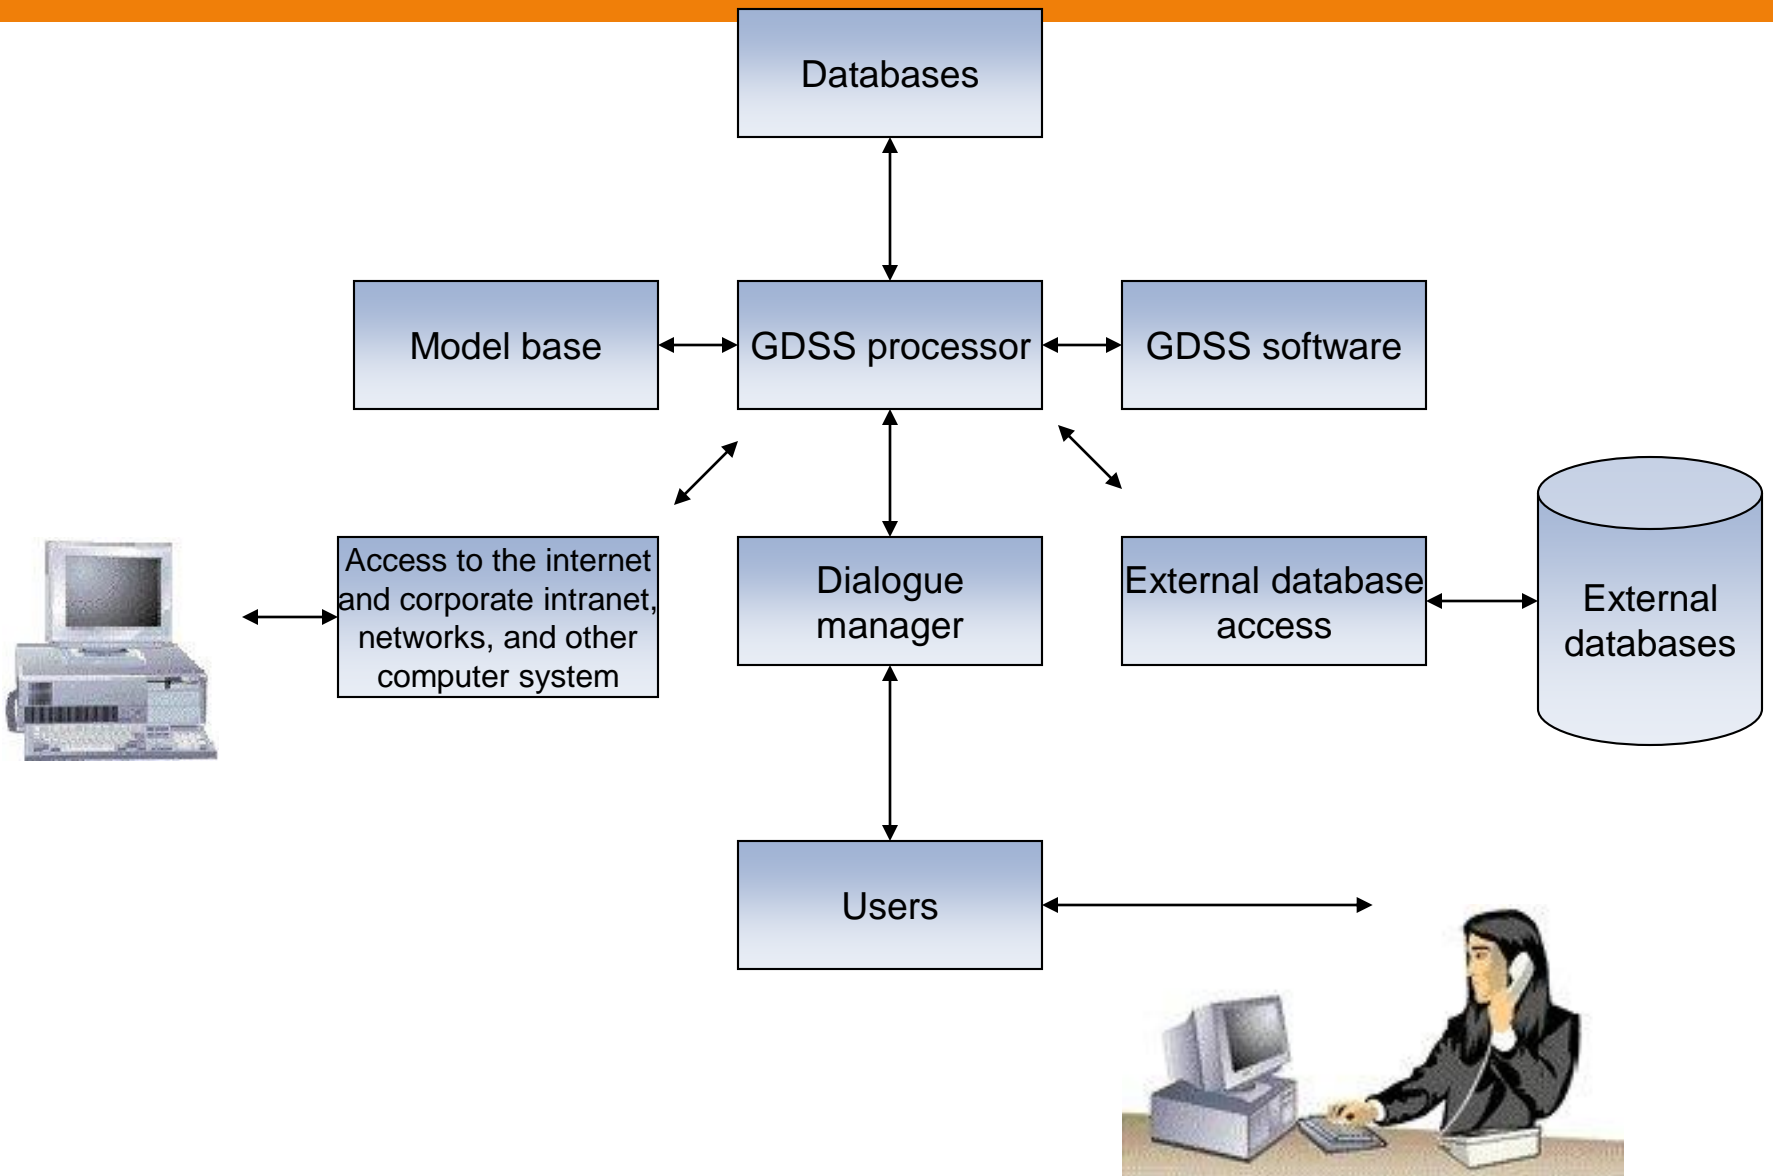 Databases
Model base
GDSS processor
GDSS software
Access to the internet
and corporate intranet,
networks, and other
computer system
Dialogue
manager
External database
access
External
databases
Users